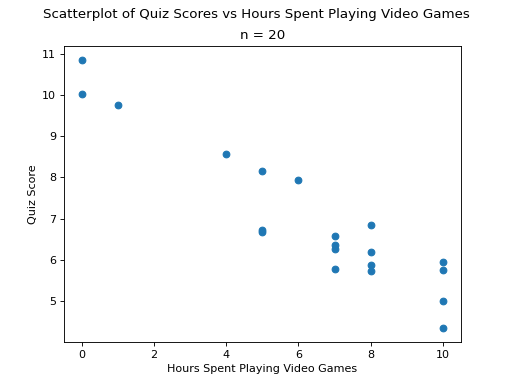 Scatterplot of Quiz Scores vs Hours Spent Playing Video Games
n = 20
11
10
9
8
7
6
5
Quiz Score
0 2 4 6 8 10
Hours Spent Playing Video Games